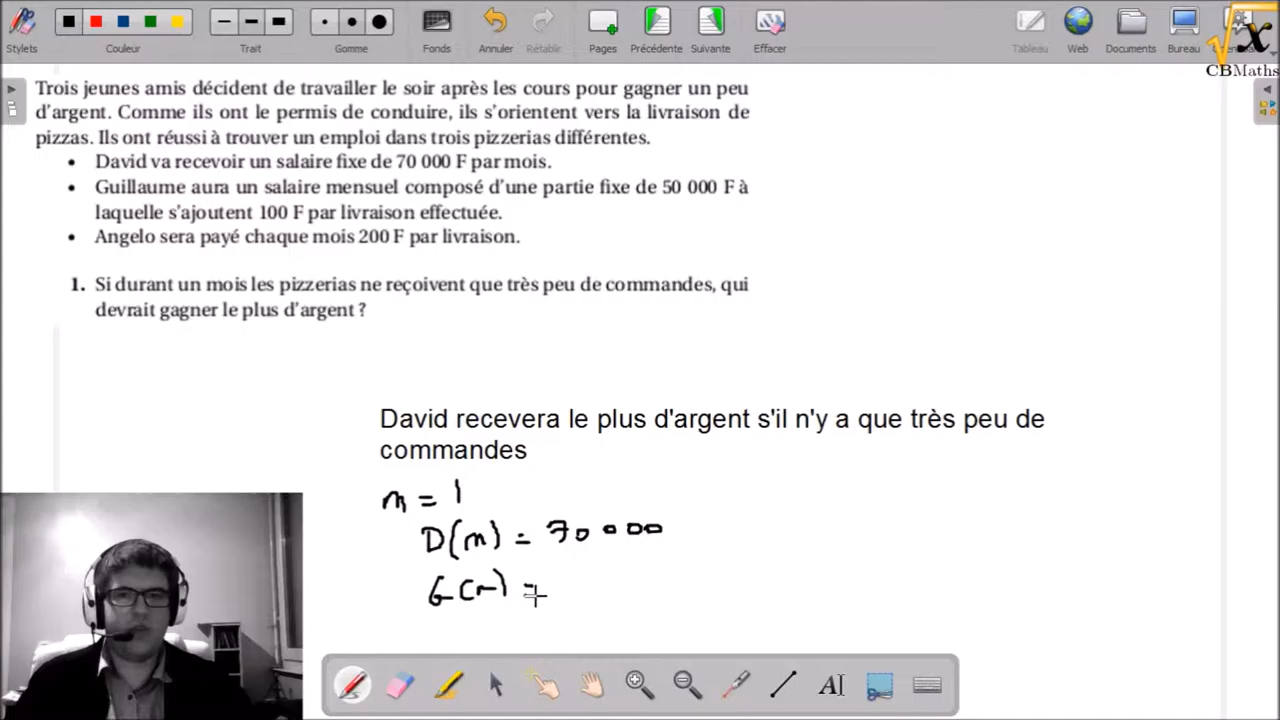 Stylets Couleur Trait Gomme Fonds Annuler Rétablir Pages Précédente Suivante Effacer Tableau Web Documents Bureau
CBMaths
Trois jeunes amis décident de travailler le soir après les cours pour gagner un peu
d'argent. Comme ils ont le permis de conduire, ils s'orientent vers la livraison de
pizzas. Ils ont réussi à trouver un emploi dans trois pizzerias différentes.
• David va recevoir un salaire fixe de 70 000 F par mois.
• Guillaume aura un salaire mensuel composé d'une partie fixe de 50 000 F à
laquelle s'ajoutent 100 F par livraison effectuée.
• Angelo sera payé chaque mois 200 F par livraison.
1. Si durant un mois les pizzerias ne reçoivent que très peu de commandes, qui
devrait gagner le plus d'argent ?
David recevera le plus d'argent s'il n'y a que très peu de
commandes
n = 1
D(n) = 70 000
G(n) =